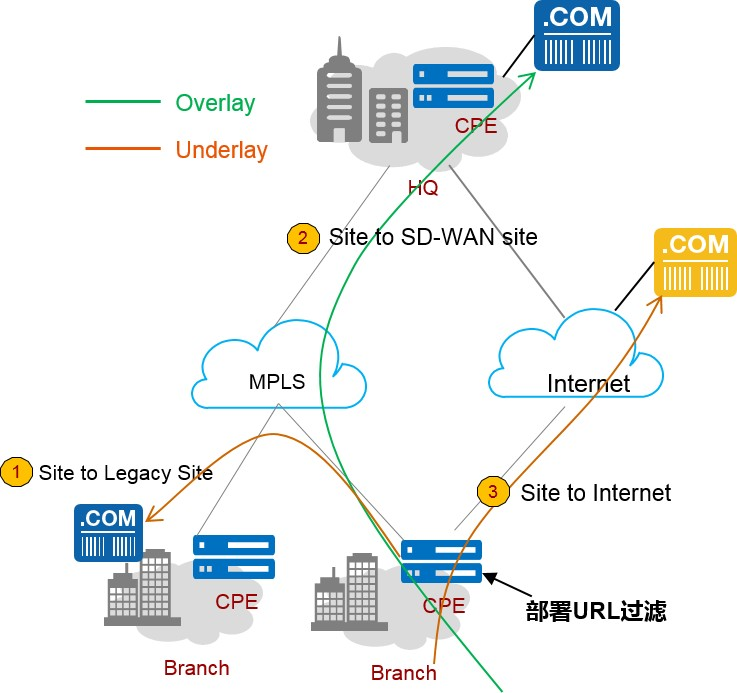 .COM
Overlay
CPE
Underlay
HQ
2 Site to SD-WAN site
.COM
MPLS
Internet
1 Site to Legacy Site
3 Site to Internet
.COM
CPE
CPE
部署URL过滤
Branch
Branch